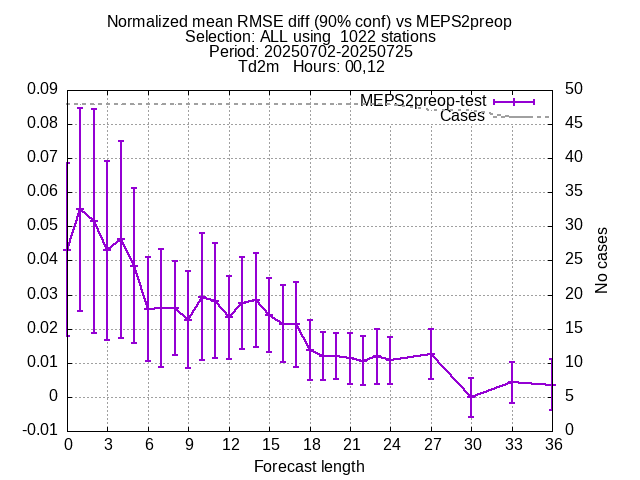 Normalized mean RMSE diff (90% conf) vs MEPS2preop
Selection: ALL using  1022 stations
Period: 20250702-20250725
Td2m   Hours: 00,12
MEPS2preop-test
Cases
0.09
0.08
0.07
0.06
0.05
0.04
0.03
0.02
0.01
0
-0.01
50
45
40
35
30
25
20
15
10
5
0
No cases
0 3 6 9 12 15 18 21 24 27 30 33 36
Forecast length